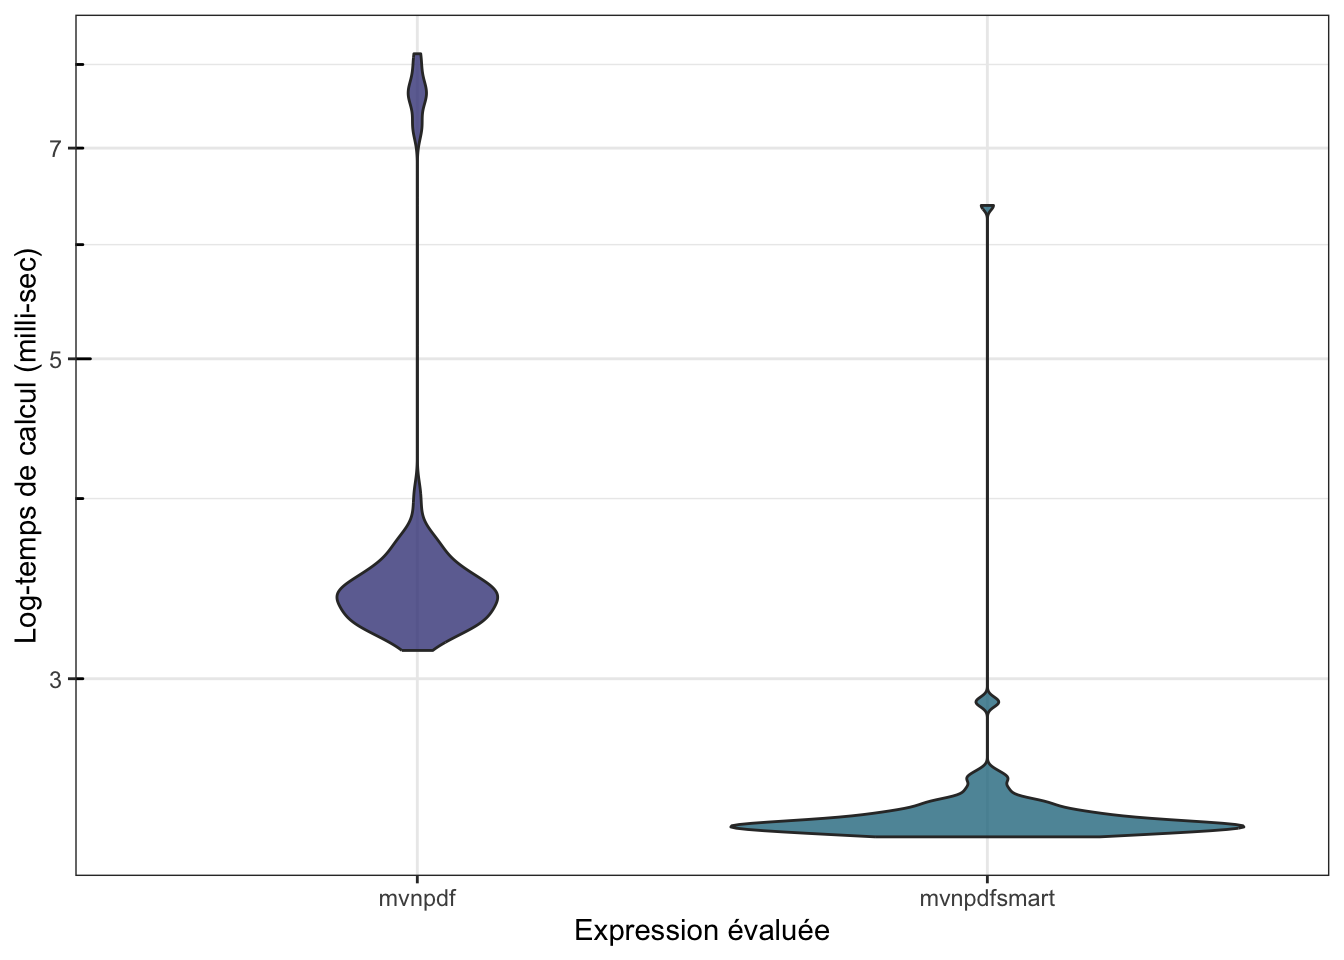 Log-temps de calcul (milli-sec)
7
5
3
mvnpdf
mvnpdfsmart
Expression évaluée